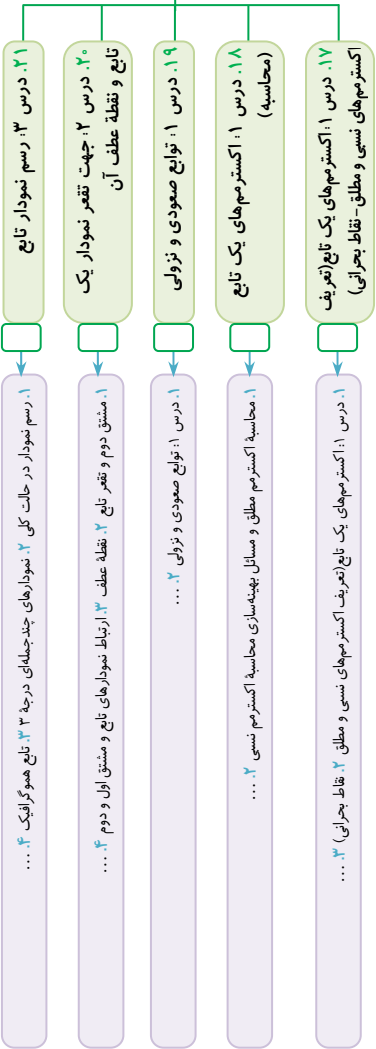 ۱۷. درس ۱: اکسترمم‌های یک تابع(تعریف
اکسترمم‌های نسبی و مطلق-نقاط بحرانی)
۱. درس ۱: اکسترمم‌های یک تابع(تعریف اکسترمم‌های نسبی و مطلق ۲. نقاط بحرانی) ۳. ...
۱۸. درس ۱: اکسترمم‌های یک تابع
(محاسبه)
۱. محاسبهٔ اکسترمم مطلق و مسائل بهینه‌سازی محاسبهٔ اکسترمم نسبی ۲. ...
۱۹. درس ۱: توابع صعودی و نزولی
۱. درس ۱: توابع صعودی و نزولی ۲. ...
۲۰. درس ۲: جهت تقعر نمودار یک
تابع و نقطهٔ عطف آن
۱. مشتق دوم و تقعر تابع ۲. نقطهٔ عطف ۳. ارتباط نمودارهای تابع و مشتق اول و دوم ۴. ...
۲۱. درس ۳: رسم نمودار تابع
۱. رسم نمودار در حالت کلی ۲. نمودارهای چندجمله‌ای درجهٔ ۳ ۳. تابع هموگرافیک ۴. ...